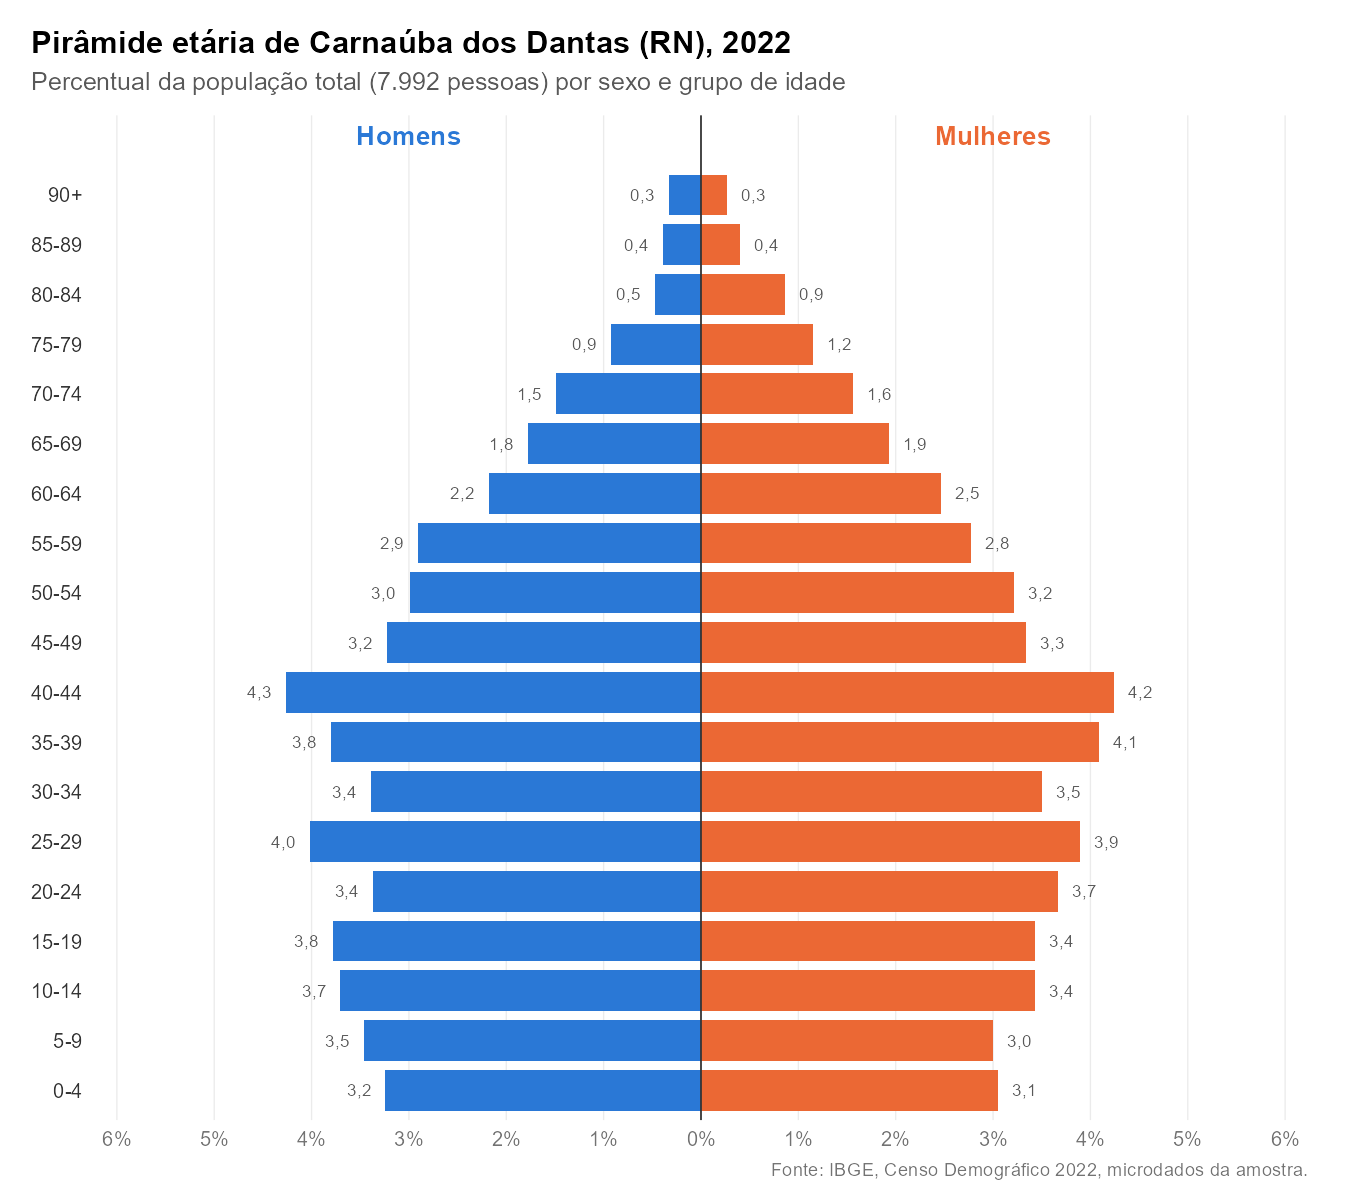 Pirâmide etária de Carnaúba dos Dantas (RN), 2022
Percentual da população total (7.992 pessoas) por sexo e grupo de idade
Homens Mulheres
90+ 0,3 0,3
85-89 0,4 0,4
80-84 0,5 0,9
75-79 0,9 1,2
70-74 1,5 1,6
65-69 1,8 1,9
60-64 2,2 2,5
55-59 2,9 2,8
50-54 3,0 3,2
45-49 3,2 3,3
40-44 4,3 4,2
35-39 3,8 4,1
30-34 3,4 3,5
25-29 4,0 3,9
20-24 3,4 3,7
15-19 3,8 3,4
10-14 3,7 3,4
5-9 3,5 3,0
0-4 3,2 3,1
6% 5% 4% 3% 2% 1% 0% 1% 2% 3% 4% 5% 6%
Fonte: IBGE, Censo Demográfico 2022, microdados da amostra.